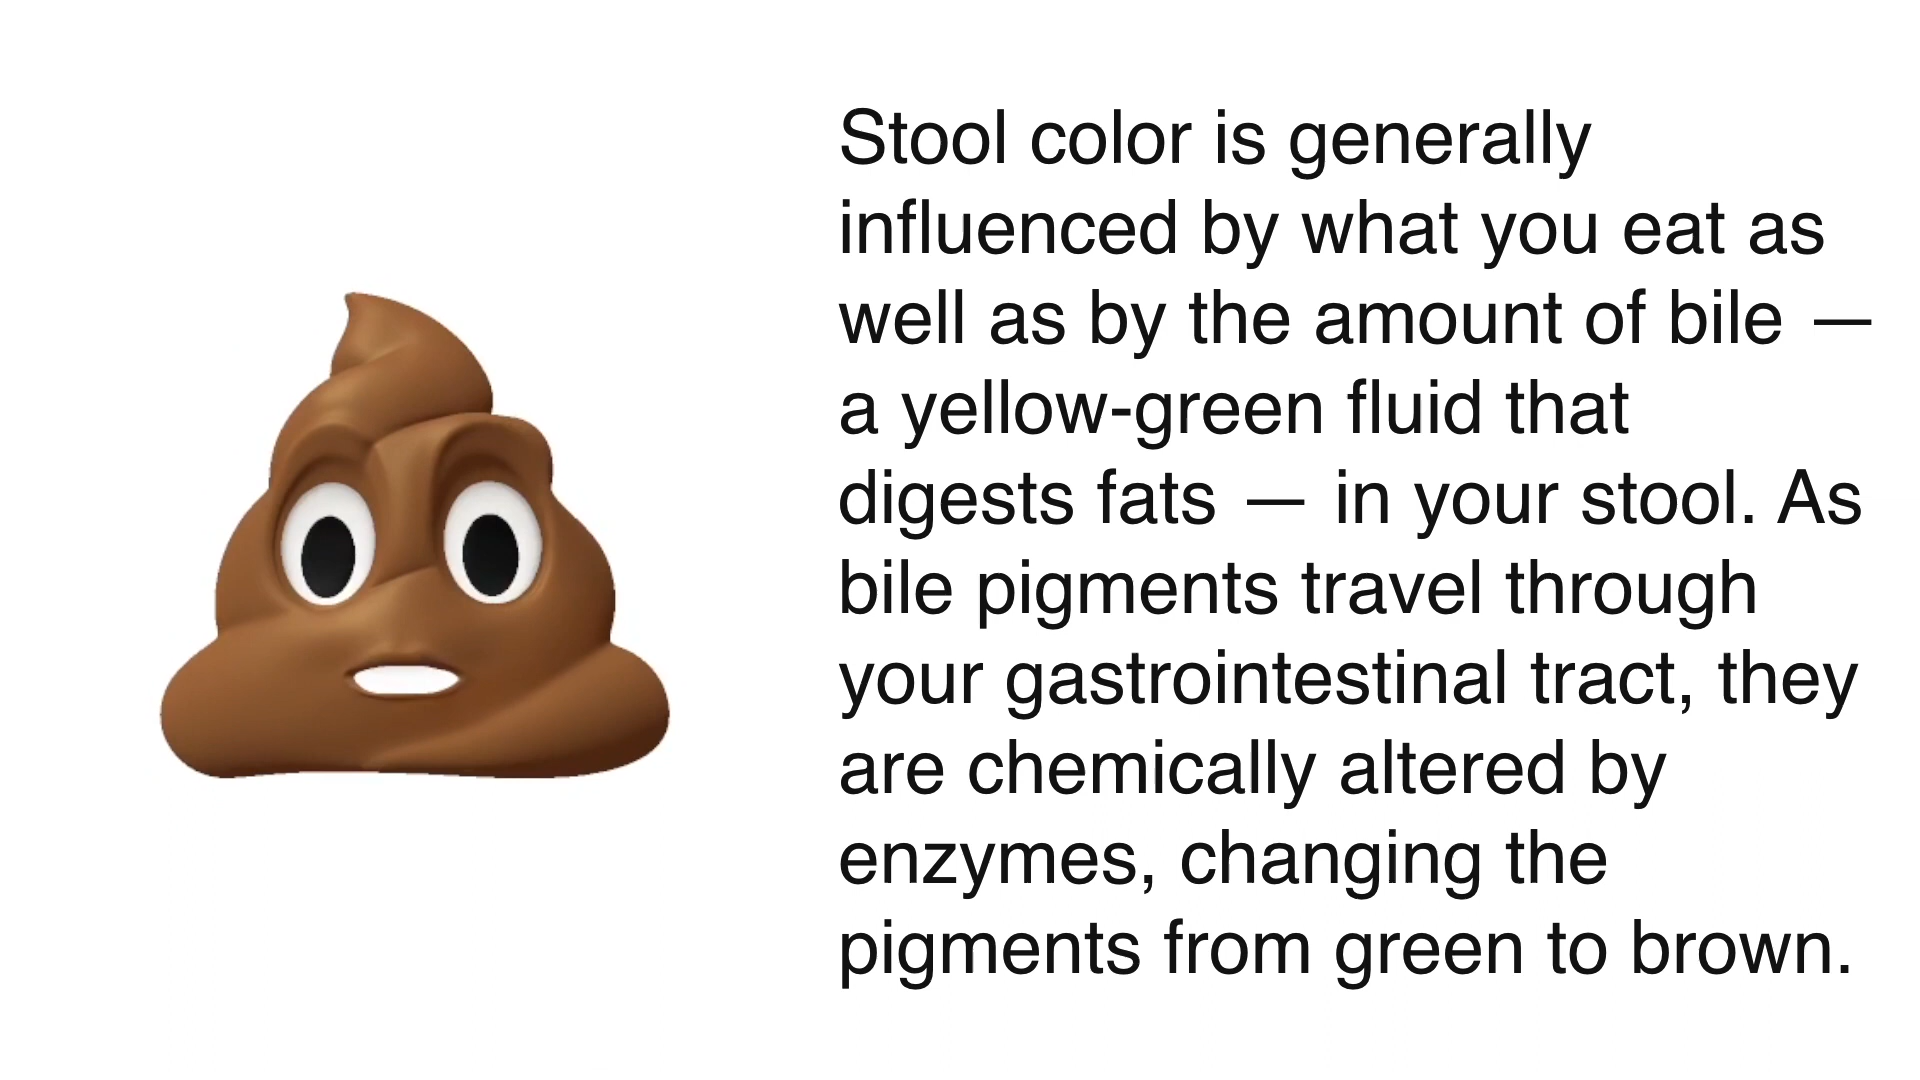 Stool color is generally
influenced by what you eat as
well as by the amount of bile —
a yellow-green fluid that
digests fats — in your stool. As
bile pigments travel through
your gastrointestinal tract, they
are chemically altered by
enzymes, changing the
pigments from green to brown.